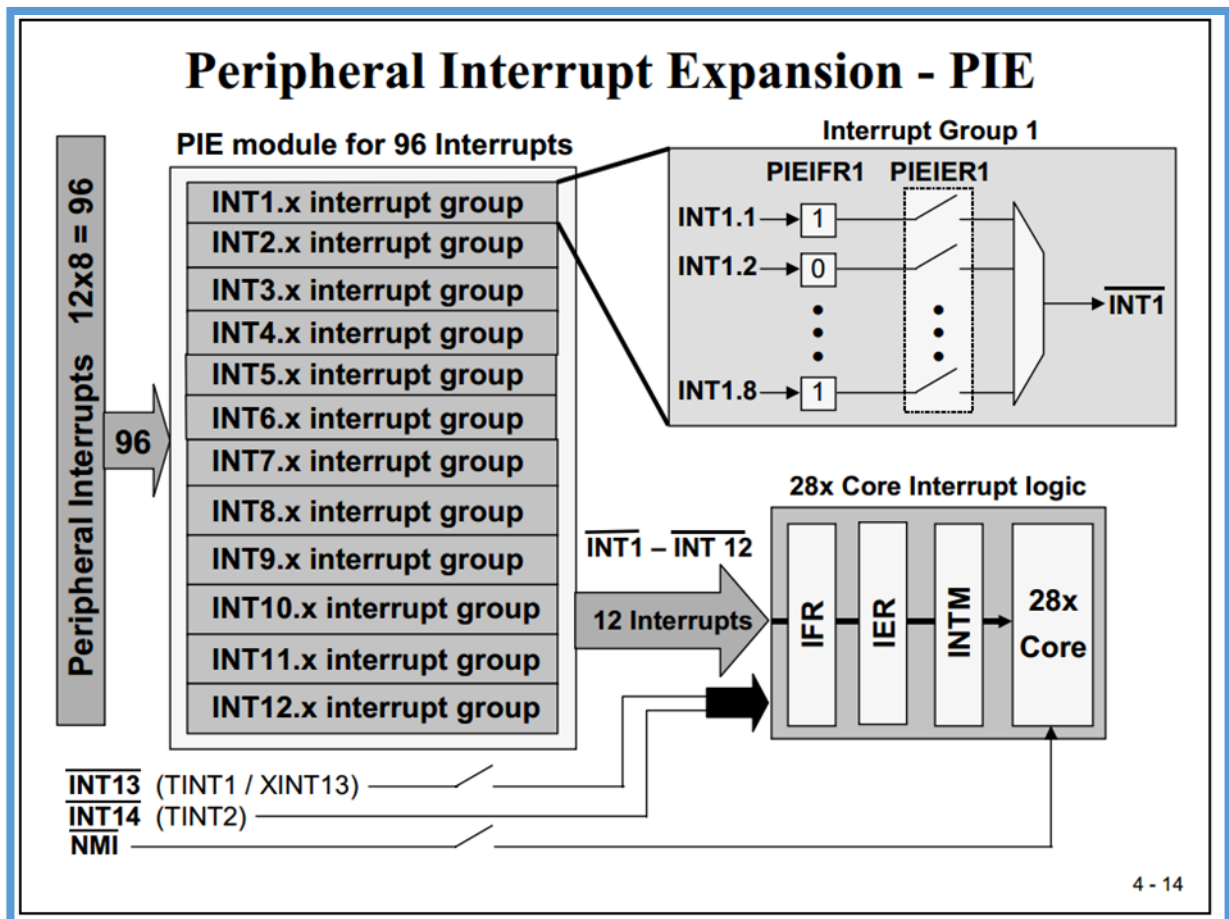 Peripheral Interrupt Expansion - PIE
Peripheral Interrupts 12x8 = 96
96
PIE module for 96 Interrupts
INT1.x interrupt group
INT2.x interrupt group
INT3.x interrupt group
INT4.x interrupt group
INT5.x interrupt group
INT6.x interrupt group
INT7.x interrupt group
INT8.x interrupt group
INT9.x interrupt group
INT10.x interrupt group
INT11.x interrupt group
INT12.x interrupt group
Interrupt Group 1
PIEIFR1 PIEIER1
INT1.1 1
INT1.2 0
INT1.8 1
INT1
28x Core Interrupt logic
INT1 – INT 12
12 Interrupts
IFR
IER
INTM
28x
Core
INT13 (TINT1 / XINT13)
INT14 (TINT2)
NMI
4 - 14